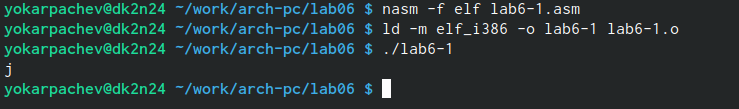 yokarpachev@dk2n24 ~/work/arch-pc/lab06 $ nasm -f elf lab6-1.asm
yokarpachev@dk2n24 ~/work/arch-pc/lab06 $ ld -m elf_i386 -o lab6-1 lab6-1.o
yokarpachev@dk2n24 ~/work/arch-pc/lab06 $ ./lab6-1
j
yokarpachev@dk2n24 ~/work/arch-pc/lab06 $